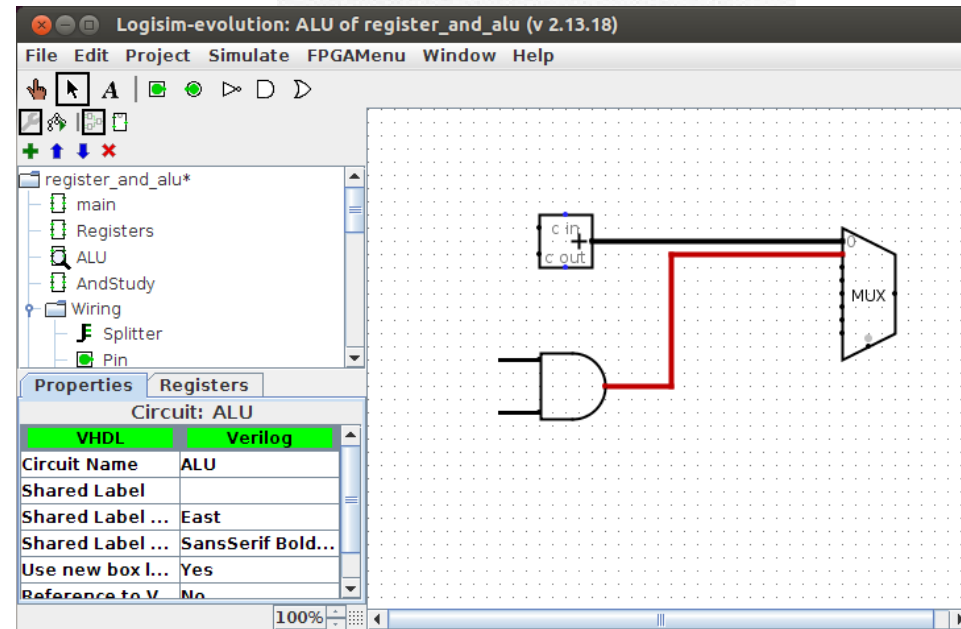 Logisim-evolution: ALU of register_and_alu (v 2.13.18)
File Edit Project Simulate FPGAMenu Window Help
A
register_and_alu*
main
Registers
ALU
AndStudy
Wiring
Splitter
Pin
Properties Registers
Circuit: ALU
VHDL Verilog
Circuit Name ALU
Shared Label
Shared Label ... East
Shared Label ... SansSerif Bold...
Use new box l... Yes
Reference to V... No
100%
c in
+
c out
0
MUX